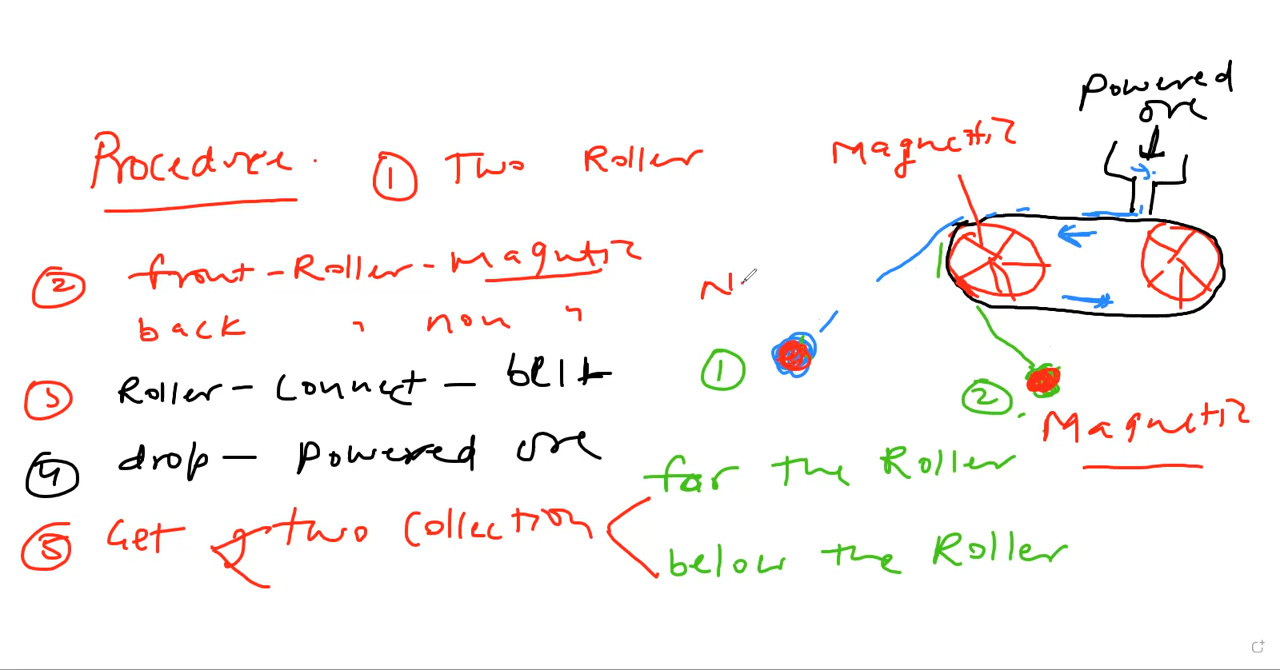 Procedure. ① Two Roller
② front - Roller - Magnetic
back " non "
③ Roller - Connect - belt
④ drop - Powered ore
⑤ Get two Collection
far the Roller
below the Roller
Powered
ore
Magnetic
N
①
②
Magnetic